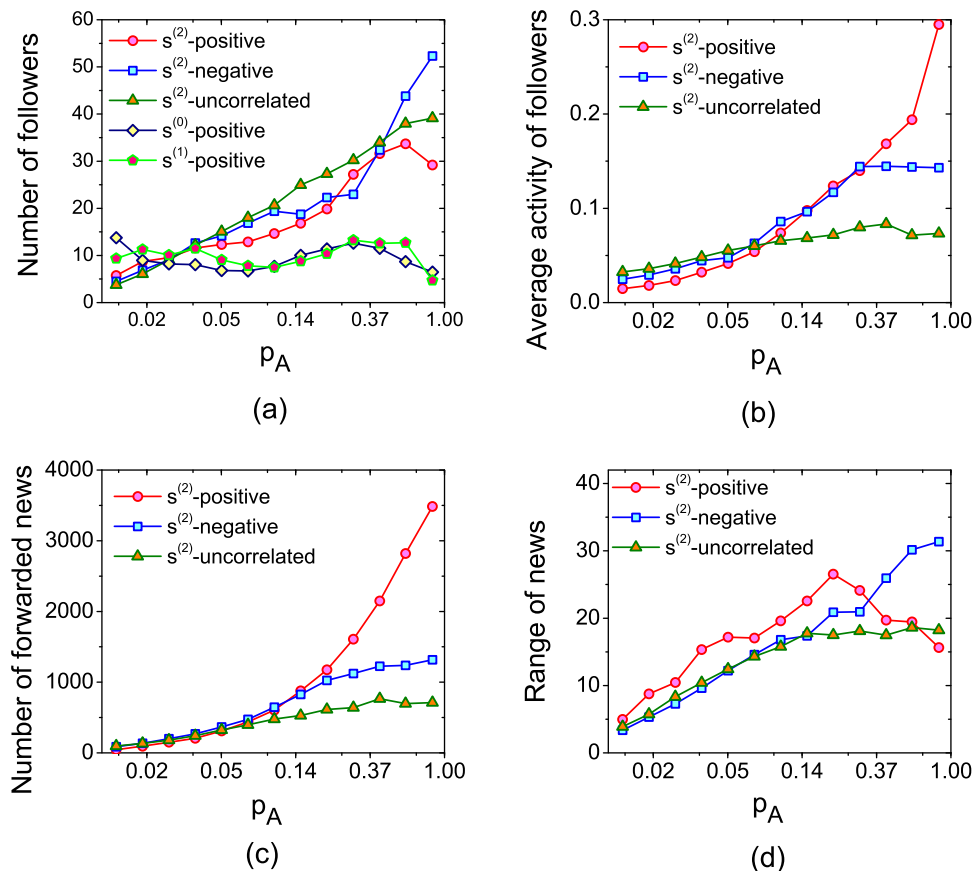 60
50
40
30
20
10
0
Number of followers
s(2)-positive
s(2)-negative
s(2)-uncorrelated
s(0)-positive
s(1)-positive
0.02 0.05 0.14 0.37 1.00
pA
(a)
0.3
0.2
0.1
0.0
Average activity of followers
s(2)-positive
s(2)-negative
s(2)-uncorrelated
0.02 0.05 0.14 0.37 1.00
pA
(b)
4000
3000
2000
1000
0
Number of forwarded news
s(2)-positive
s(2)-negative
s(2)-uncorrelated
0.02 0.05 0.14 0.37 1.00
pA
(c)
40
30
20
10
0
Range of news
s(2)-positive
s(2)-negative
s(2)-uncorrelated
0.02 0.05 0.14 0.37 1.00
pA
(d)